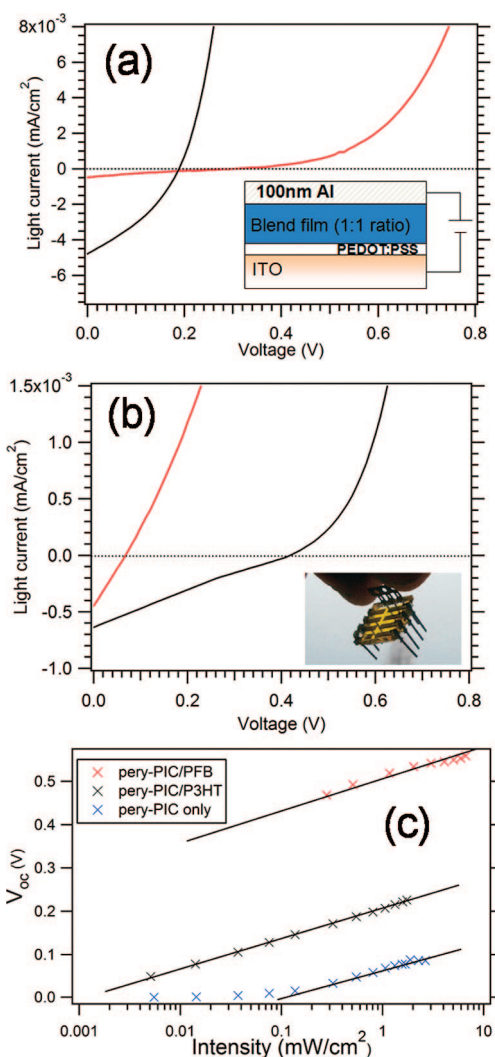 8x10⁻³
6
4
2
0
-2
-4
-6
Light current (mA/cm²)
(a)
100nm Al
Blend film (1:1 ratio)
PEDOT:PSS
ITO
0.0 0.2 0.4 0.6 0.8
Voltage (V)
1.5x10⁻³
1.0
0.5
0.0
-0.5
-1.0
Light current (mA/cm²)
(b)
0.0 0.2 0.4 0.6 0.8
Voltage (V)
0.5
0.4
0.3
0.2
0.1
0.0
Voc (V)
pery-PIC/PFB
pery-PIC/P3HT
pery-PIC only
(c)
0.001 0.01 0.1 1
Intensity (mW/cm²)